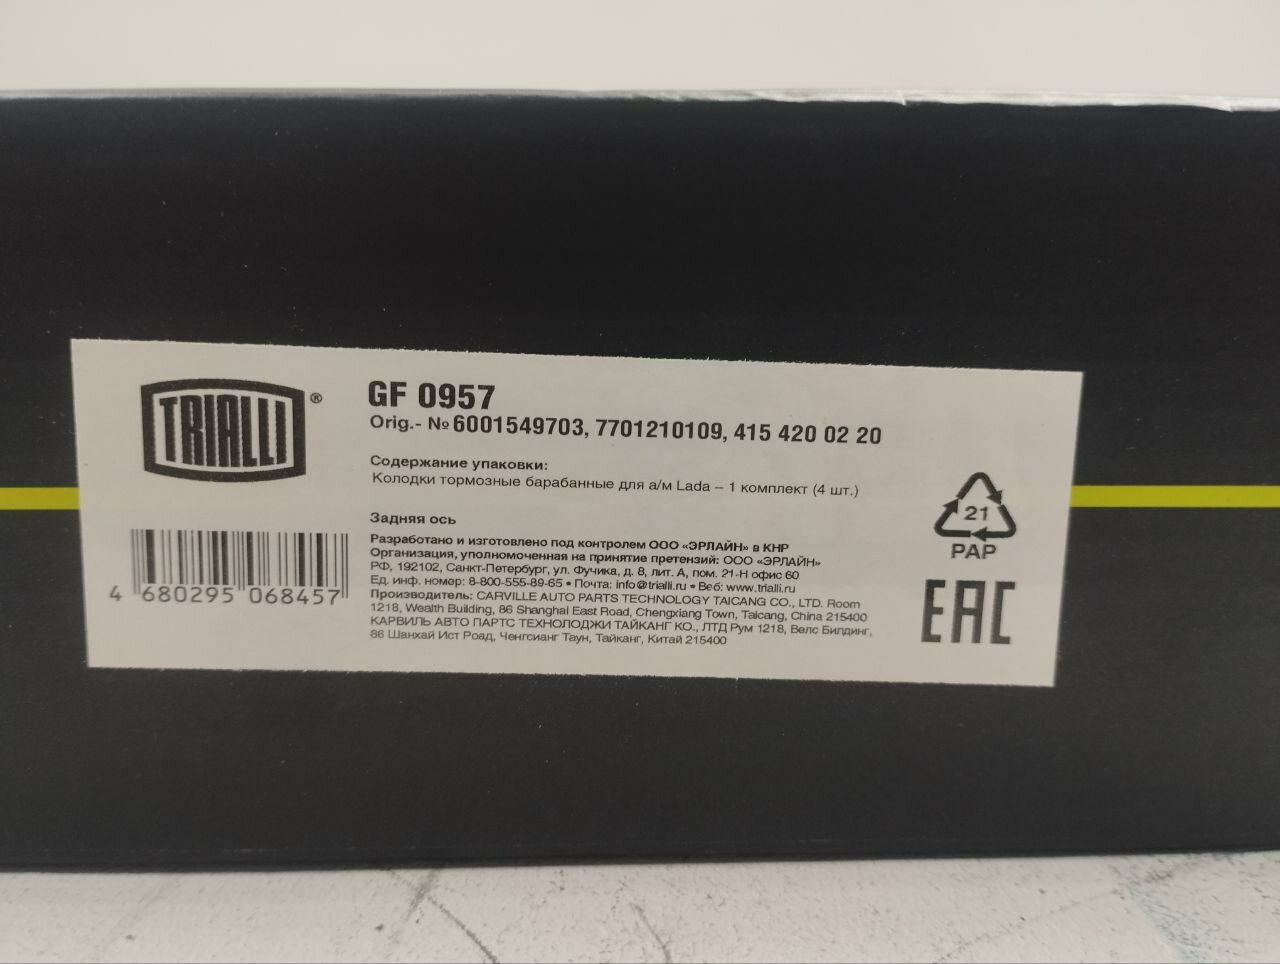 TRIALLI ®
GF 0957
Orig.- № 6001549703, 7701210109, 415 420 02 20
Содержание упаковки:
Колодки тормозные барабанные для а/м Lada – 1 комплект (4 шт.)
Задняя ось
Разработано и изготовлено под контролем ООО «ЭРЛАЙН» в КНР
Организация, уполномоченная на принятие претензий: ООО «ЭРЛАЙН»
РФ, 192102, Санкт-Петербург, ул. Фучика, д. 8, лит. А, пом. 21-Н офис 60
Ед. инф. номер: 8-800-555-89-65 • Почта: info@trialli.ru • Веб: www.trialli.ru
Производитель: CARVILLE AUTO PARTS TECHNOLOGY TAICANG CO., LTD. Room
1218, Wealth Building, 86 Shanghai East Road, Chengxiang Town, Taicang, China 215400
КАРВИЛЬ АВТО ПАРТС ТЕХНОЛОДЖИ ТАЙКАНГ КО., ЛТД Рум 1218, Велс Билдинг,
86 Шанхай Ист Роад, Ченгсианг Таун, Тайканг, Китай 215400
4 680295 068457
21
PAP
EAC